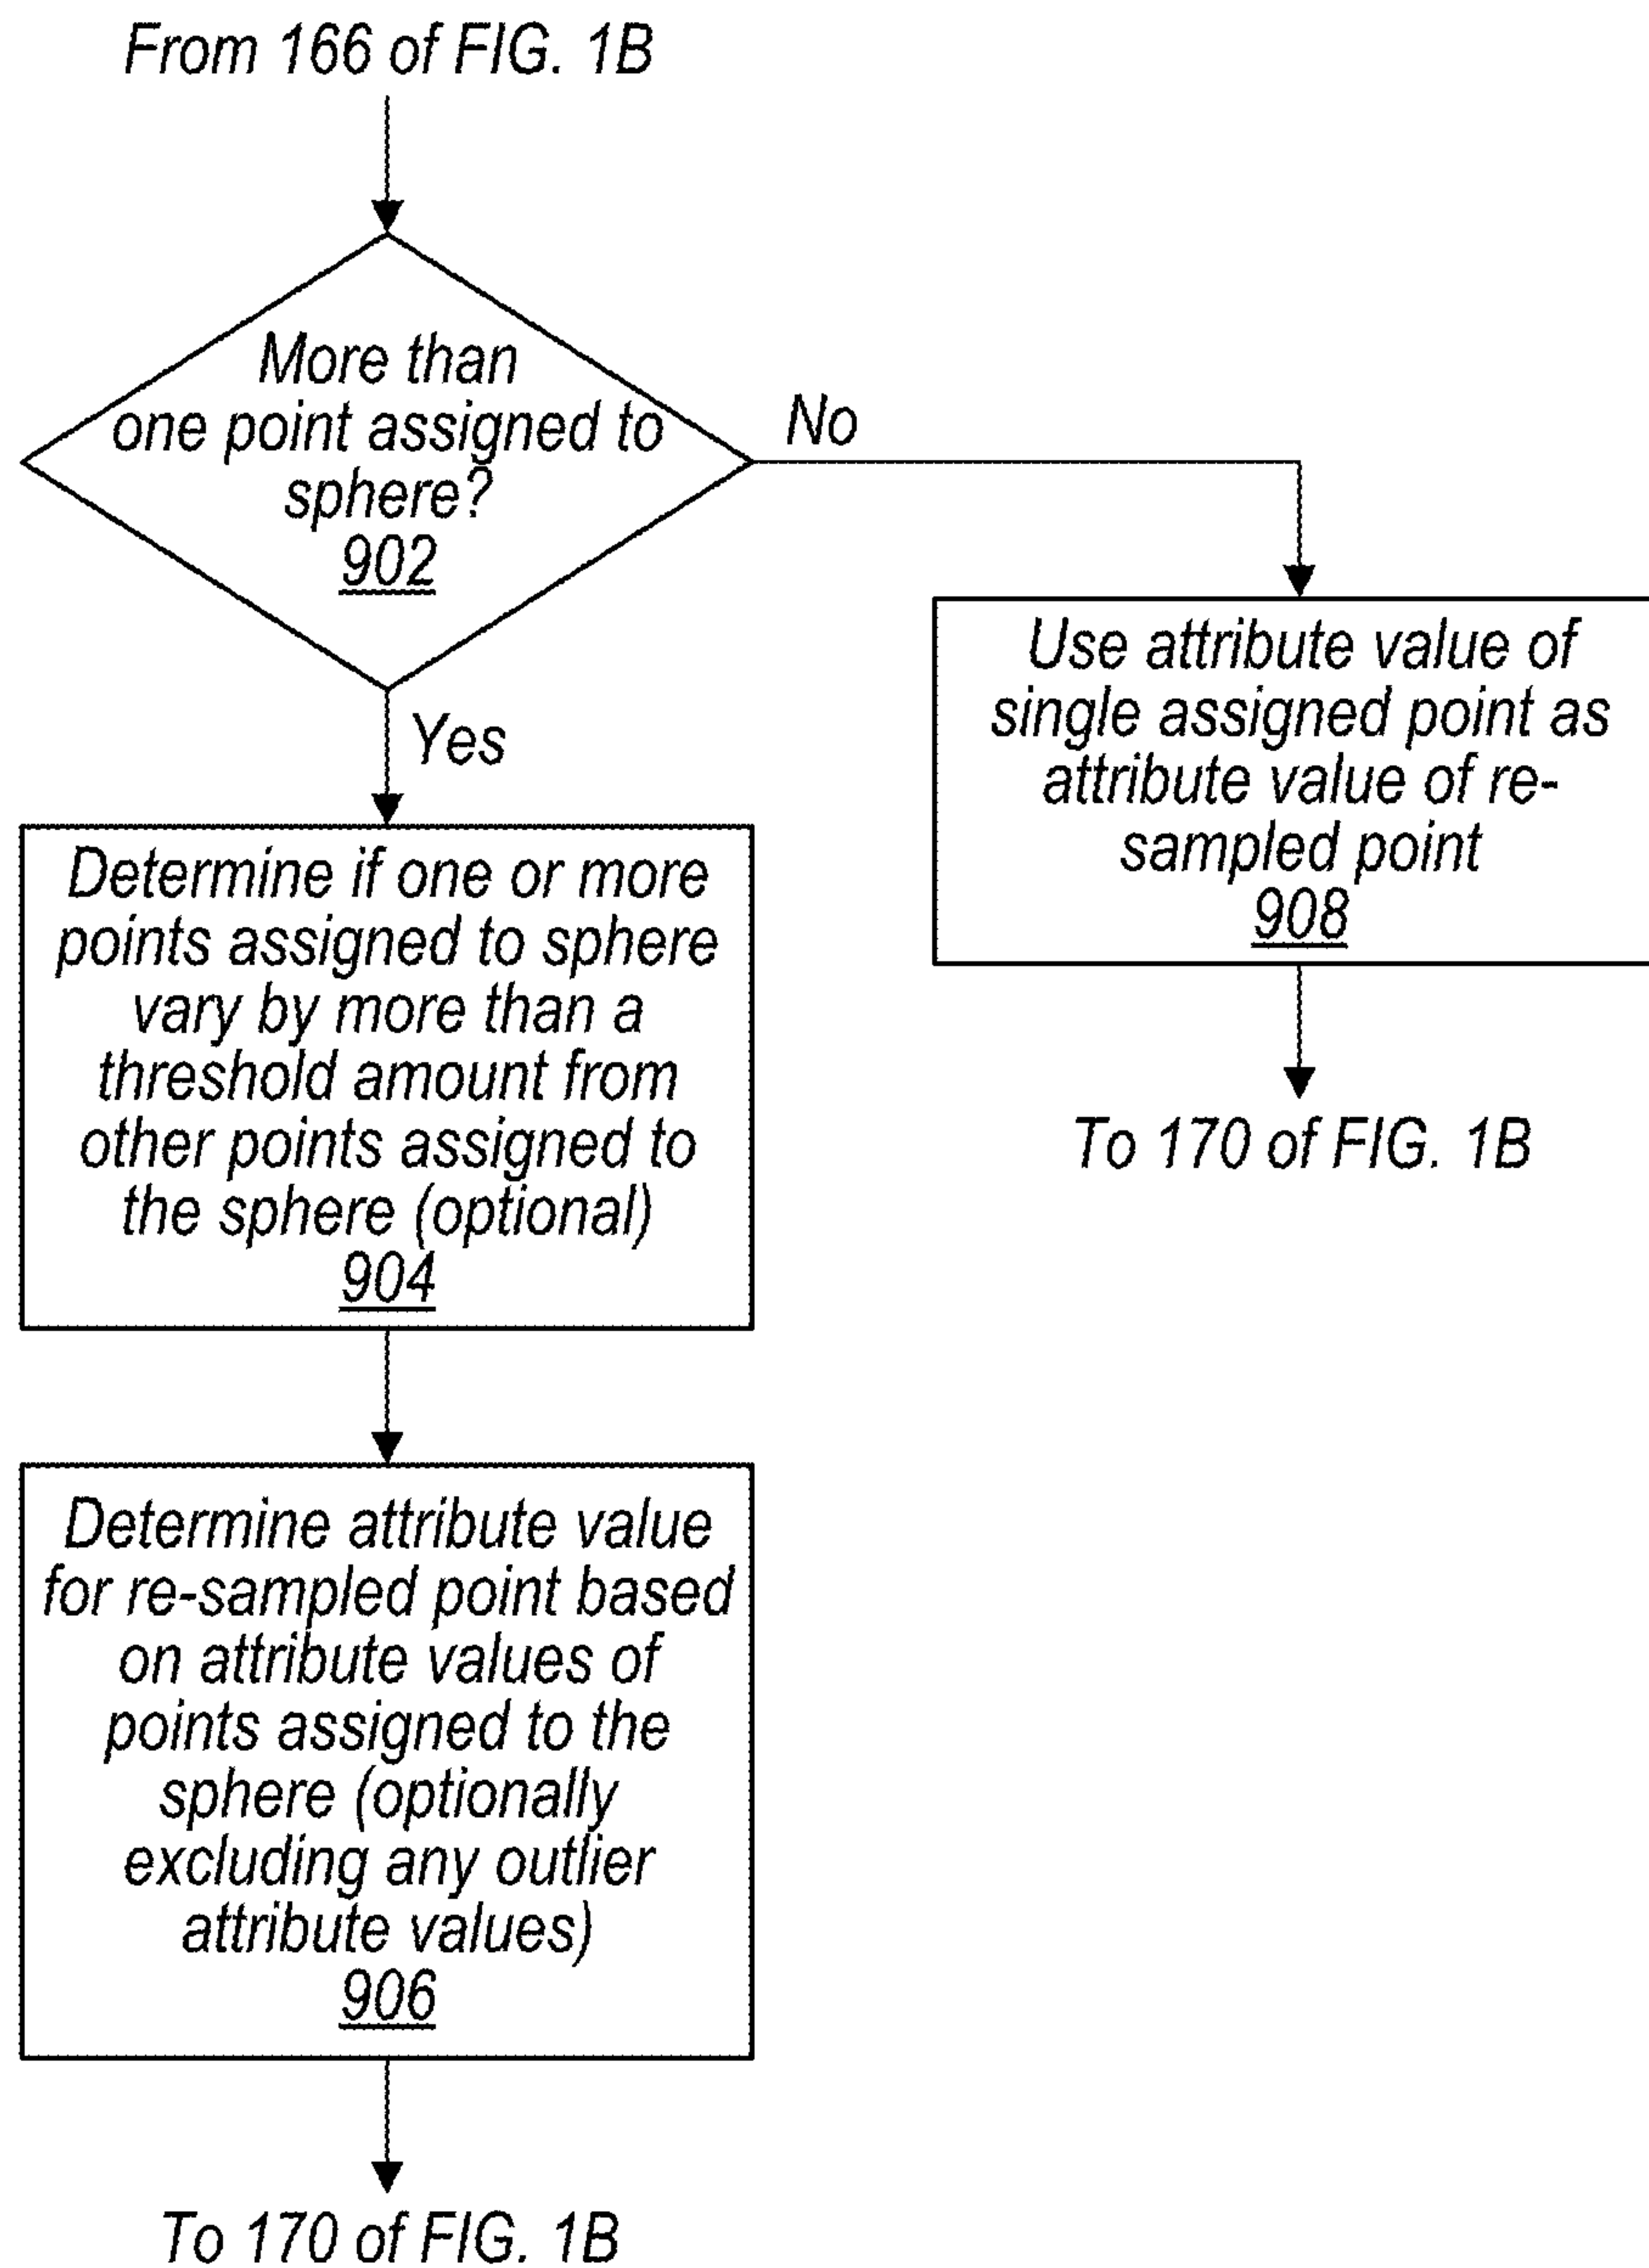 From 166 of FIG. 1B
More than
one point assigned to
sphere?
902
No
Yes
Use attribute value of
single assigned point as
attribute value of re-
sampled point
908
To 170 of FIG. 1B
Determine if one or more
points assigned to sphere
vary by more than a
threshold amount from
other points assigned to
the sphere (optional)
904
Determine attribute value
for re-sampled point based
on attribute values of
points assigned to the
sphere (optionally
excluding any outlier
attribute values)
906
To 170 of FIG. 1B